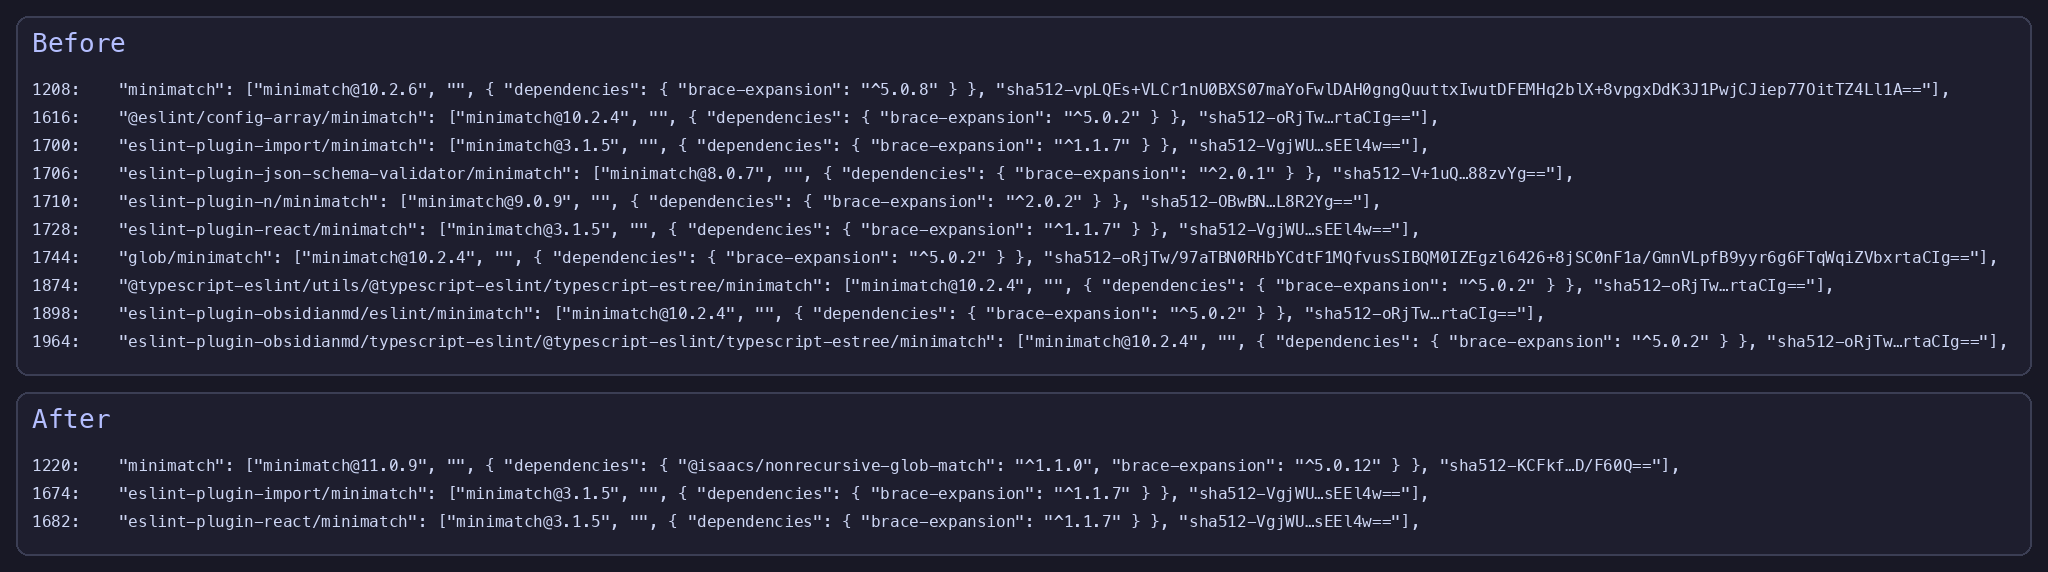 Before
1208:    "minimatch": ["minimatch@10.2.6", "", { "dependencies": { "brace-expansion": "^5.0.8" } }, "sha512-vpLQEs+VLCr1nU0BXS07maYoFwlDAH0gngQuuttxIwutDFEMHq2blX+8vpgxDdK3J1PwjCJiep77OitTZ4Ll1A=="],
1616:    "@eslint/config-array/minimatch": ["minimatch@10.2.4", "", { "dependencies": { "brace-expansion": "^5.0.2" } }, "sha512-oRjTw…rtaCIg=="],
1700:    "eslint-plugin-import/minimatch": ["minimatch@3.1.5", "", { "dependencies": { "brace-expansion": "^1.1.7" } }, "sha512-VgjWU…sEEl4w=="],
1706:    "eslint-plugin-json-schema-validator/minimatch": ["minimatch@8.0.7", "", { "dependencies": { "brace-expansion": "^2.0.1" } }, "sha512-V+1uQ…88zvYg=="],
1710:    "eslint-plugin-n/minimatch": ["minimatch@9.0.9", "", { "dependencies": { "brace-expansion": "^2.0.2" } }, "sha512-OBwBN…L8R2Yg=="],
1728:    "eslint-plugin-react/minimatch": ["minimatch@3.1.5", "", { "dependencies": { "brace-expansion": "^1.1.7" } }, "sha512-VgjWU…sEEl4w=="],
1744:    "glob/minimatch": ["minimatch@10.2.4", "", { "dependencies": { "brace-expansion": "^5.0.2" } }, "sha512-oRjTw/97aTBN0RHbYCdtF1MQfvusSIBQM0IZEgzl6426+8jSC0nF1a/GmnVLpfB9yyr6g6FTqWqiZVbxrtaCIg=="],
1874:    "@typescript-eslint/utils/@typescript-eslint/typescript-estree/minimatch": ["minimatch@10.2.4", "", { "dependencies": { "brace-expansion": "^5.0.2" } }, "sha512-oRjTw…rtaCIg=="],
1898:    "eslint-plugin-obsidianmd/eslint/minimatch": ["minimatch@10.2.4", "", { "dependencies": { "brace-expansion": "^5.0.2" } }, "sha512-oRjTw…rtaCIg=="],
1964:    "eslint-plugin-obsidianmd/typescript-eslint/@typescript-eslint/typescript-estree/minimatch": ["minimatch@10.2.4", "", { "dependencies": { "brace-expansion": "^5.0.2" } }, "sha512-oRjTw…rtaCIg=="],
After
1220:    "minimatch": ["minimatch@11.0.9", "", { "dependencies": { "@isaacs/nonrecursive-glob-match": "^1.1.0", "brace-expansion": "^5.0.12" } }, "sha512-KCFkf…D/F60Q=="],
1674:    "eslint-plugin-import/minimatch": ["minimatch@3.1.5", "", { "dependencies": { "brace-expansion": "^1.1.7" } }, "sha512-VgjWU…sEEl4w=="],
1682:    "eslint-plugin-react/minimatch": ["minimatch@3.1.5", "", { "dependencies": { "brace-expansion": "^1.1.7" } }, "sha512-VgjWU…sEEl4w=="],